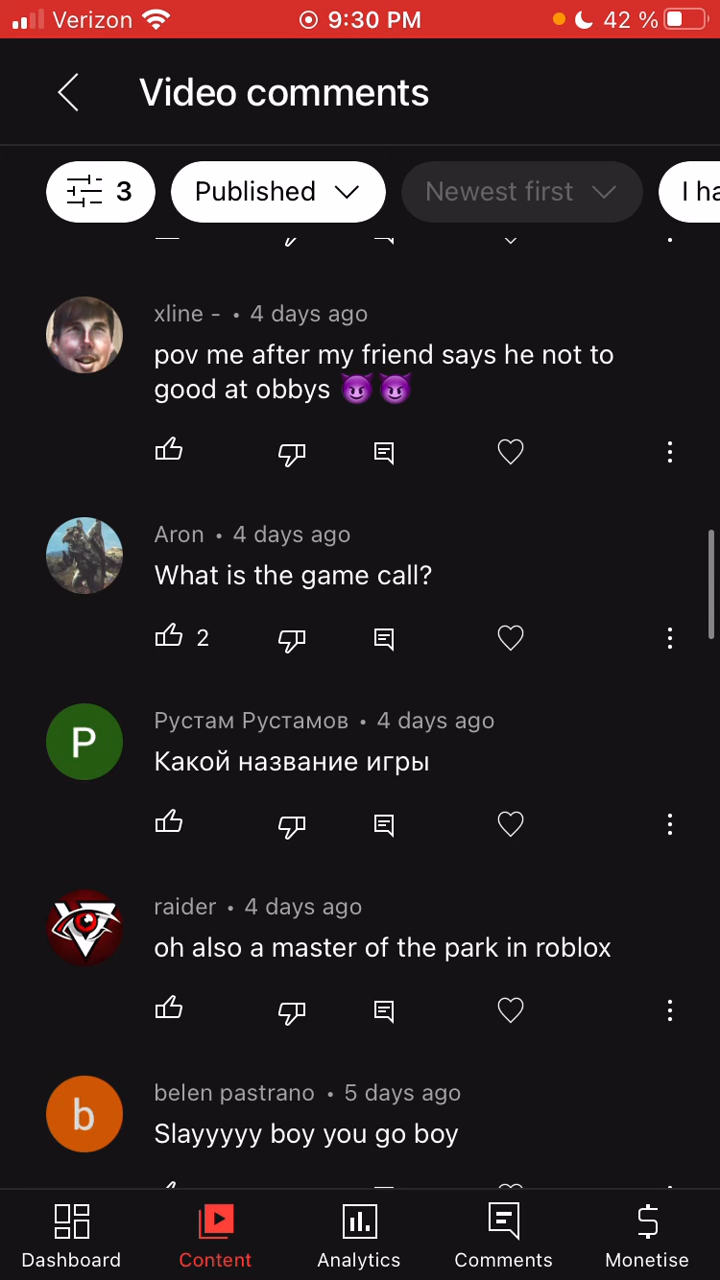 Verizon 9:30 PM 42 %
Video comments
3 Published Newest first I ha
xline - • 4 days ago
pov me after my friend says he not to
good at obbys 😈😈
Aron • 4 days ago
What is the game call?
2
Р
Рустам Рустамов • 4 days ago
Какой название игры
raider • 4 days ago
oh also a master of the park in roblox
b
belen pastrano • 5 days ago
Slayyyyy boy you go boy
Dashboard Content Analytics Comments Monetise